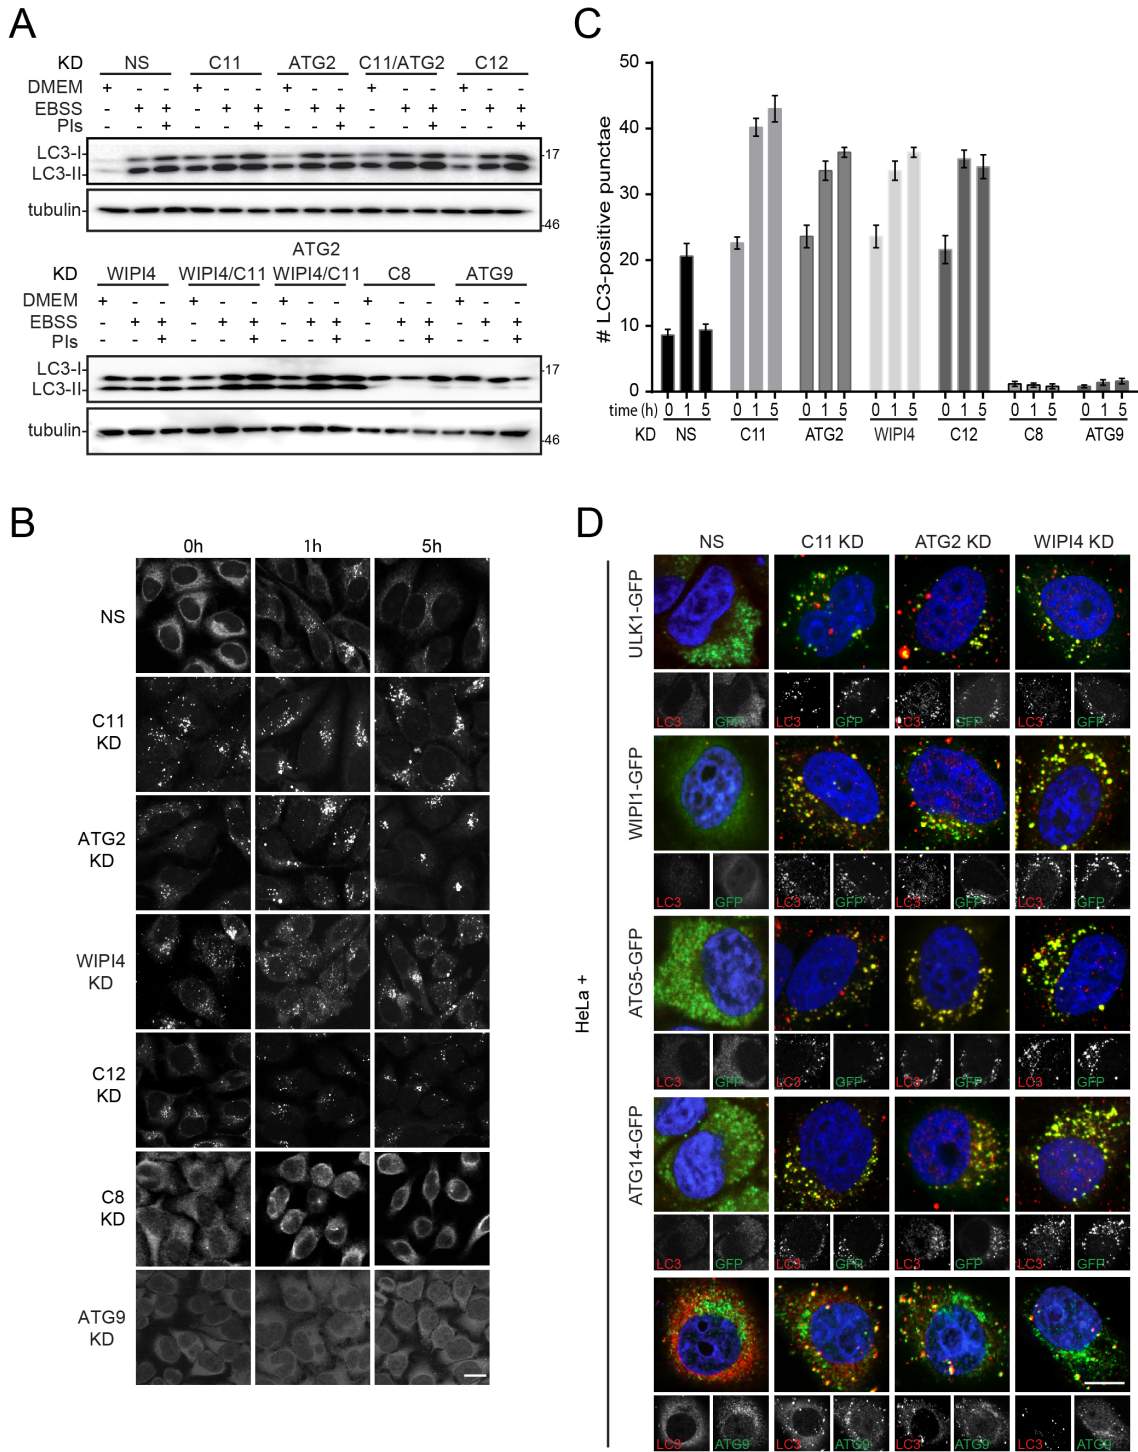 A
KD NS C11 ATG2 C11/ATG2 C12
DMEM + - - + - - + - - + - - + - -
EBSS - + + - + + - + + - + + - + +
PIs - - + - - + - - + - - + - - +
LC3-I
LC3-II
17
tubulin
46
ATG2
KD WIPI4 WIPI4/C11 WIPI4/C11 C8 ATG9
DMEM + - - + - - + - - + - - + - -
EBSS - + + - + + - + + - + + - + +
PIs - - + - - + - - + - - + - - +
LC3-I
LC3-II
17
tubulin
46
B
0h 1h 5h
NS
C11
KD
ATG2
KD
WIPI4
KD
C12
KD
C8
KD
ATG9
KD
C
# LC3-positive punctae
50
40
30
20
10
0
time (h) 0 1 5 0 1 5 0 1 5 0 1 5 0 1 5 0 1 5 0 1 5
KD NS C11 ATG2 WIPI4 C12 C8 ATG9
D
NS C11 KD ATG2 KD WIPI4 KD
HeLa +
ULK1-GFP
LC3 GFP LC3 GFP LC3 GFP LC3 GFP
WIPI1-GFP
LC3 GFP LC3 GFP LC3 GFP LC3 GFP
ATG5-GFP
LC3 GFP LC3 GFP LC3 GFP LC3 GFP
ATG14-GFP
LC3 GFP LC3 GFP LC3 GFP LC3 GFP
LC3 ATG9 LC3 ATG9 LC3 ATG9 LC3 ATG9